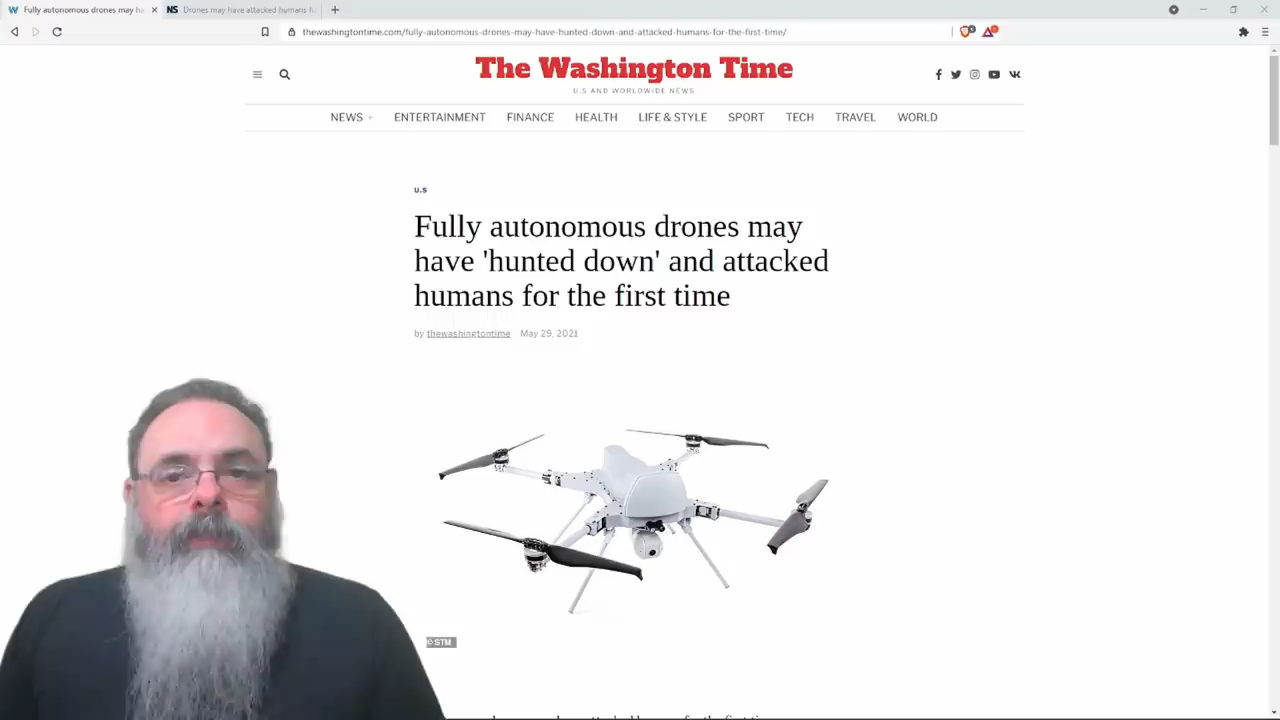 Fully autonomous drones may ha
Drones may have attacked humans f
thewashingtontime.com/fully-autonomous-drones-may-have-hunted-down-and-attacked-humans-for-the-first-time/
The Washington Time
U.S AND WORLWIDE NEWS
NEWS
ENTERTAINMENT
FINANCE
HEALTH
LIFE & STYLE
SPORT
TECH
TRAVEL
WORLD
U.S
Fully autonomous drones may
have 'hunted down' and attacked
humans for the first time
by thewashingtontime May 29, 2021
© STM